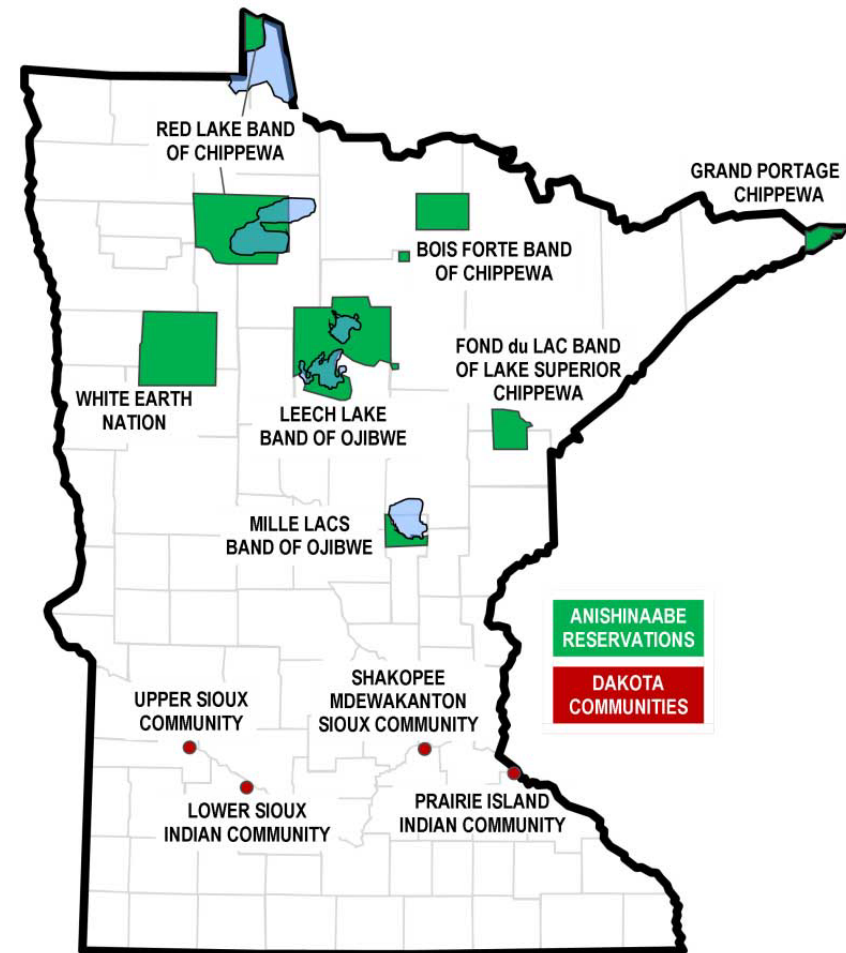 RED LAKE BAND
OF CHIPPEWA
GRAND PORTAGE
CHIPPEWA
BOIS FORTE BAND
OF CHIPPEWA
FOND du LAC BAND
OF LAKE SUPERIOR
CHIPPEWA
WHITE EARTH
NATION
LEECH LAKE
BAND OF OJIBWE
MILLE LACS
BAND OF OJIBWE
ANISHINAABE
RESERVATIONS
DAKOTA
COMMUNITIES
UPPER SIOUX
COMMUNITY
SHAKOPEE
MDEWAKANTON
SIOUX COMMUNITY
LOWER SIOUX
INDIAN COMMUNITY
PRAIRIE ISLAND
INDIAN COMMUNITY